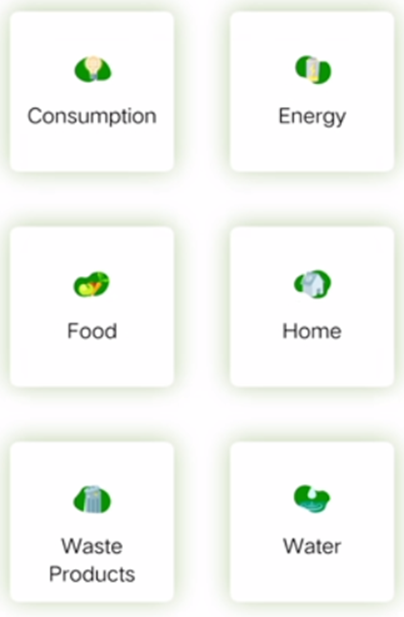 Consumption
Energy
Food
Home
Waste
Products
Water